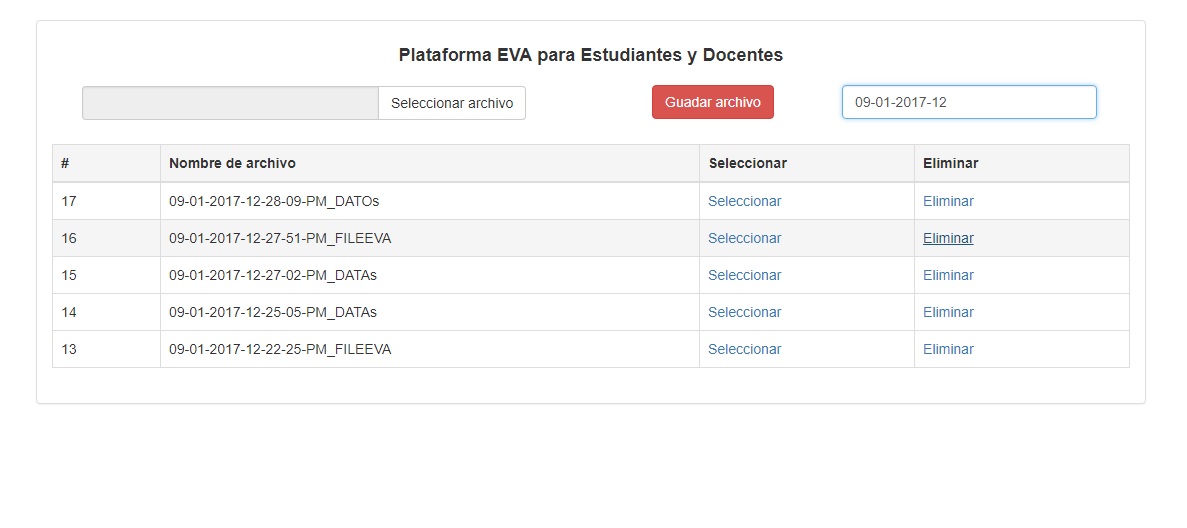 Plataforma EVA para Estudiantes y Docentes
Seleccionar archivo Guadar archivo 09-01-2017-12
# Nombre de archivo Seleccionar Eliminar
17 09-01-2017-12-28-09-PM_DATOs Seleccionar Eliminar
16 09-01-2017-12-27-51-PM_FILEEVA Seleccionar Eliminar
15 09-01-2017-12-27-02-PM_DATAs Seleccionar Eliminar
14 09-01-2017-12-25-05-PM_DATAs Seleccionar Eliminar
13 09-01-2017-12-22-25-PM_FILEEVA Seleccionar Eliminar